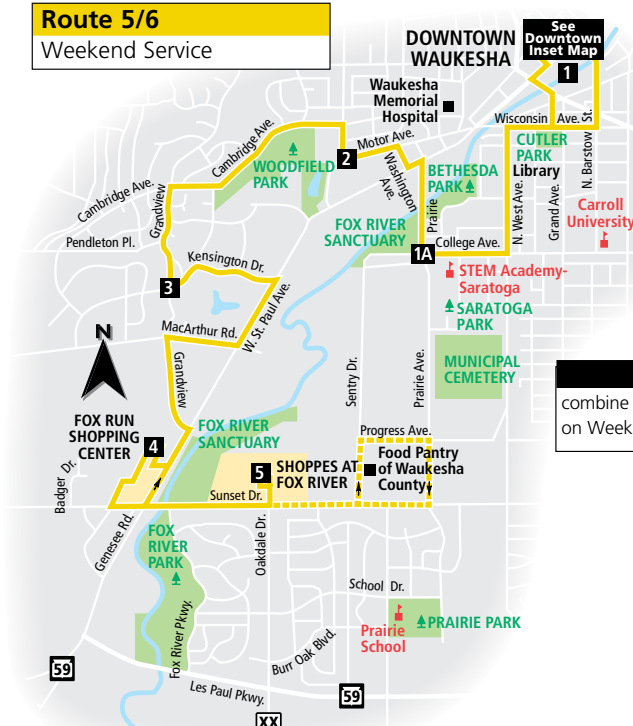 Route 5/6
Weekend Service
DOWNTOWN
WAUKESHA
See
Downtown
Inset Map
1
Waukesha
Memorial
Hospital
Wisconsin Ave.
N. Barstow St.
CUTLER
PARK
Library
Grand Ave.
N. West Ave.
Carroll
University
Cambridge Ave.
Motor Ave.
2
WOODFIELD
PARK
Washington
Ave.
BETHESDA
PARK
Prairie
Cambridge Ave.
Grandview
Pendleton Pl.
FOX RIVER
SANCTUARY
College Ave.
1A
STEM Academy-
Saratoga
SARATOGA
PARK
Kensington Dr.
3
W. St. Paul Ave.
MacArthur Rd.
N
Grandview
Sentry Dr.
Prairie Ave.
MUNICIPAL
CEMETERY
combine
on Week
FOX RUN
SHOPPING
CENTER
4
FOX RIVER
SANCTUARY
Progress Ave.
5
SHOPPES AT
FOX RIVER
Food Pantry
of Waukesha
County
Badger Dr.
Sunset Dr.
Genesee Rd.
FOX
RIVER
PARK
Oakdale Dr.
School Dr.
Prairie
School
PRAIRIE PARK
Fox River Pkwy.
Burr Oak Blvd.
59
Les Paul Pkwy.
59
XX